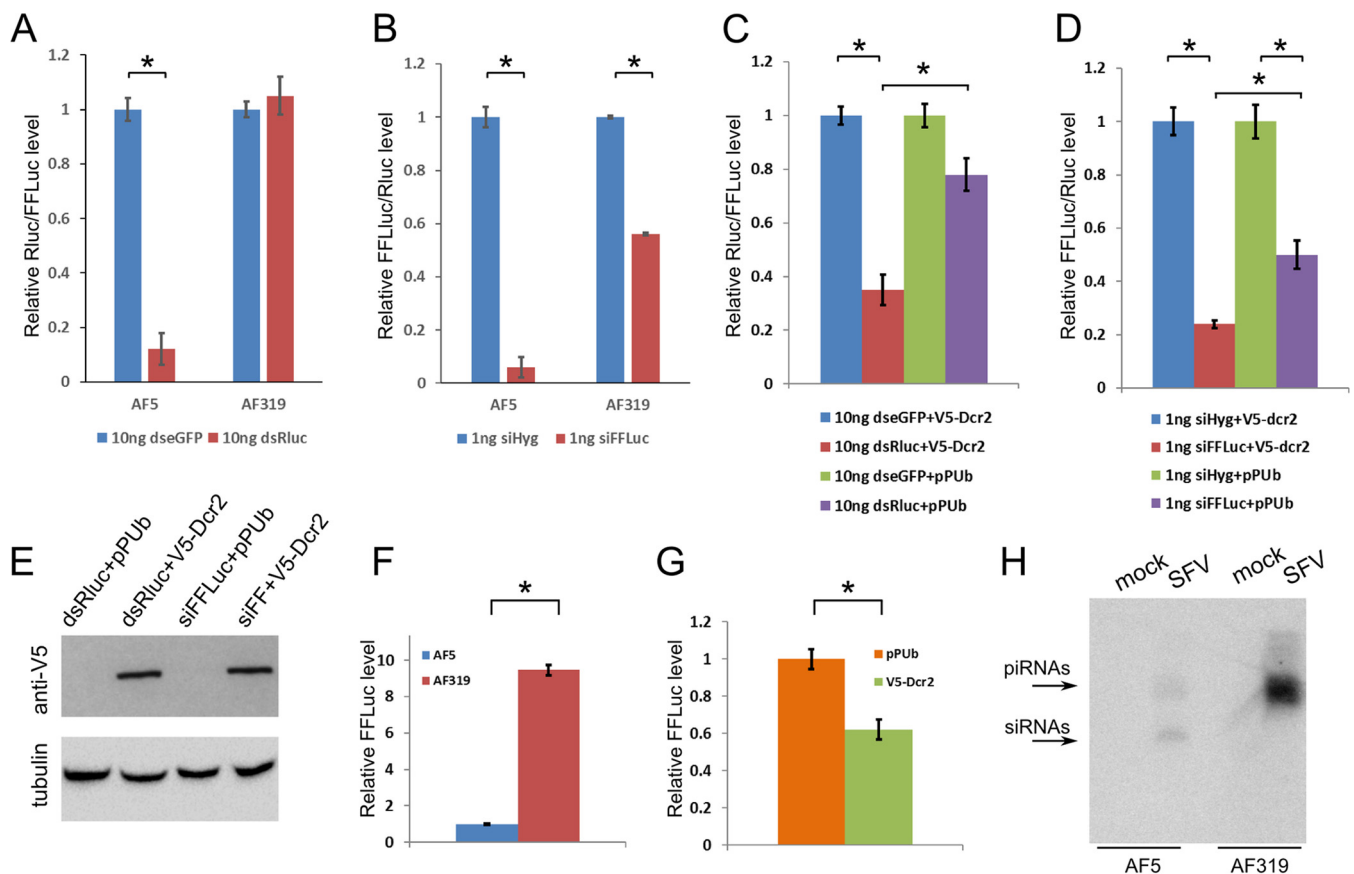 A
Relative Rluc/FFLuc level
1.2
1
0.8
0.6
0.4
0.2
0
*
AF5
AF319
10ng dseGFP
10ng dsRluc
B
Relative FFLluc/Rluc level
1.2
1
0.8
0.6
0.4
0.2
0
*
*
AF5
AF319
1ng siHyg
1ng siFFLuc
C
Relative Rluc/FFLuc level
1.2
1
0.8
0.6
0.4
0.2
0
*
*
10ng dseGFP+V5-Dcr2
10ng dsRluc+V5-Dcr2
10ng dseGFP+pPUb
10ng dsRluc+pPUb
D
Relative FFLluc/Rluc level
1.2
1
0.8
0.6
0.4
0.2
0
*
*
*
1ng siHyg+V5-dcr2
1ng siFFLuc+V5-dcr2
1ng siHyg+pPUb
1ng siFFLuc+pPUb
E
dsRluc+pPUb
dsRluc+V5-Dcr2
siFFLuc+pPUb
siFF+V5-Dcr2
anti-V5
tubulin
F
Relative FFLuc level
10
8
6
4
2
0
*
AF5
AF319
G
Relative FFLuc level
1.2
1
0.8
0.6
0.4
0.2
0
*
pPUb
V5-Dcr2
H
mock
SFV
mock
SFV
piRNAs
siRNAs
AF5
AF319